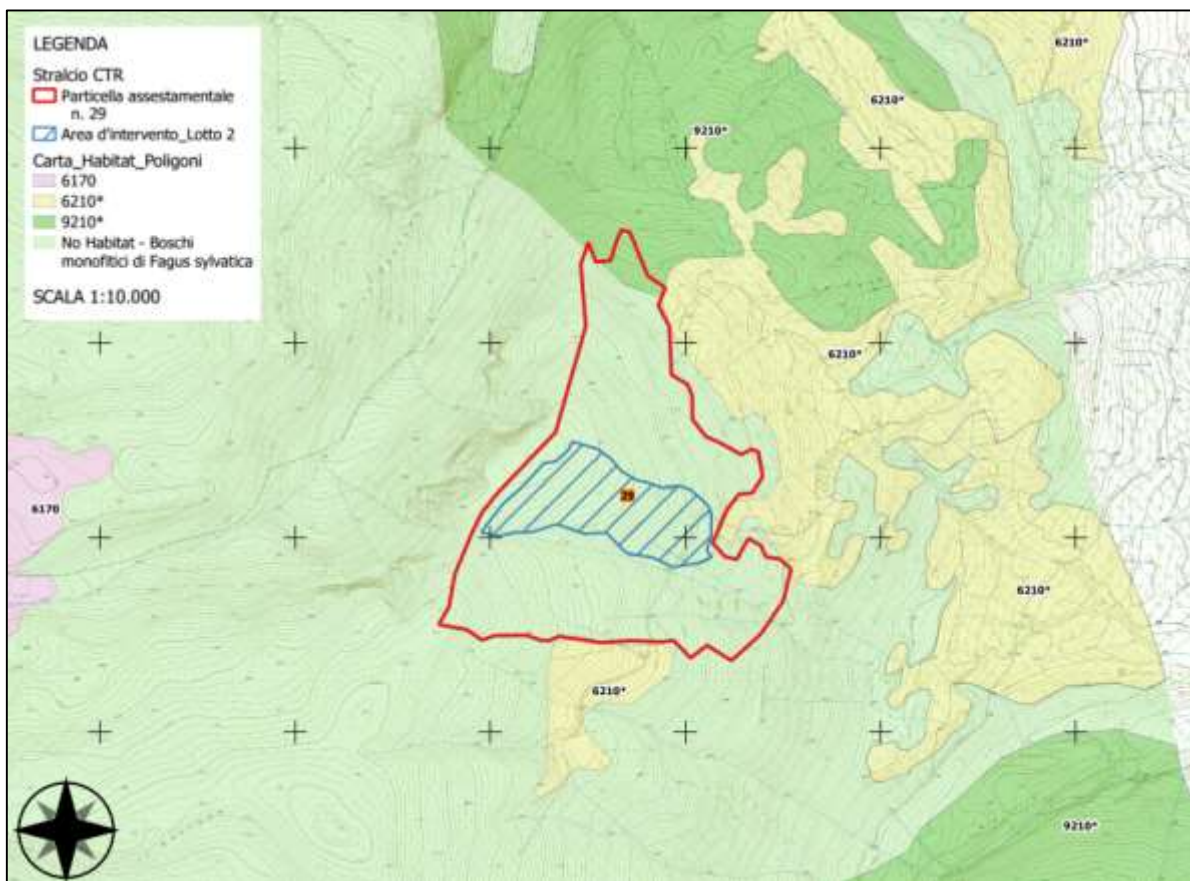 LEGENDA
Stralcio CTR
Particella assestamentale
n. 29
Area d'intervento_Lotto 2
Carta_Habitat_Poligoni
6170
6210*
9210*
No Habitat - Boschi
monofitici di Fagus sylvatica
SCALA 1:10.000
6210*
6210*
9210*
6210*
29
6170
6210*
6210*
9210*